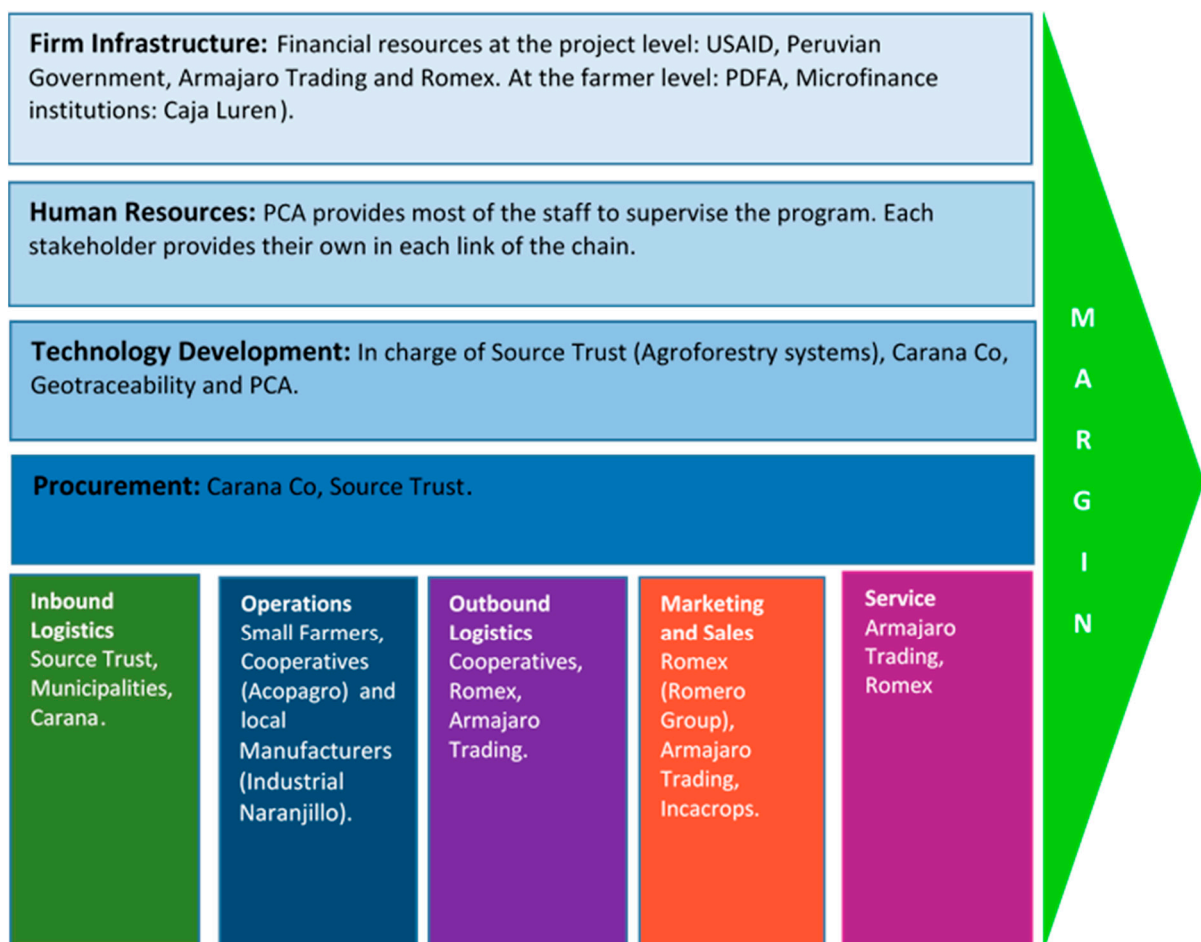 Firm Infrastructure: Financial resources at the project level: USAID, Peruvian
Government, Armajaro Trading and Romex. At the farmer level: PDFA, Microfinance
institutions: Caja Luren).
Human Resources: PCA provides most of the staff to supervise the program. Each
stakeholder provides their own in each link of the chain.
Technology Development: In charge of Source Trust (Agroforestry systems), Carana Co,
Geotraceability and PCA.
Procurement: Carana Co, Source Trust.
Inbound
Logistics
Source Trust,
Municipalities,
Carana.
Operations
Small Farmers,
Cooperatives
(Acopagro) and
local
Manufacturers
(Industrial
Naranjillo).
Outbound
Logistics
Cooperatives,
Romex,
Armajaro
Trading.
Marketing
and Sales
Romex
(Romero
Group),
Armajaro
Trading,
Incacrops.
Service
Armajaro
Trading,
Romex
M
A
R
G
I
N